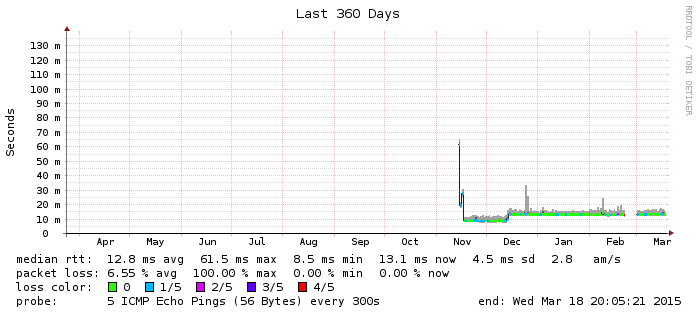 Last 360 Days
RRDTOOL / TOBI OETIKER
Seconds
130 m
120 m
110 m
100 m
90 m
80 m
70 m
60 m
50 m
40 m
30 m
20 m
10 m
0
Apr May Jun Jul Aug Sep Oct Nov Dec Jan Feb Mar
median rtt: 12.8 ms avg 61.5 ms max 8.5 ms min 13.1 ms now 4.5 ms sd 2.8 am/s
packet loss: 6.55 % avg 100.00 % max 0.00 % min 0.00 % now
loss color: 0 1/5 2/5 3/5 4/5
probe: 5 ICMP Echo Pings (56 Bytes) every 300s end: Wed Mar 18 20:05:21 2015